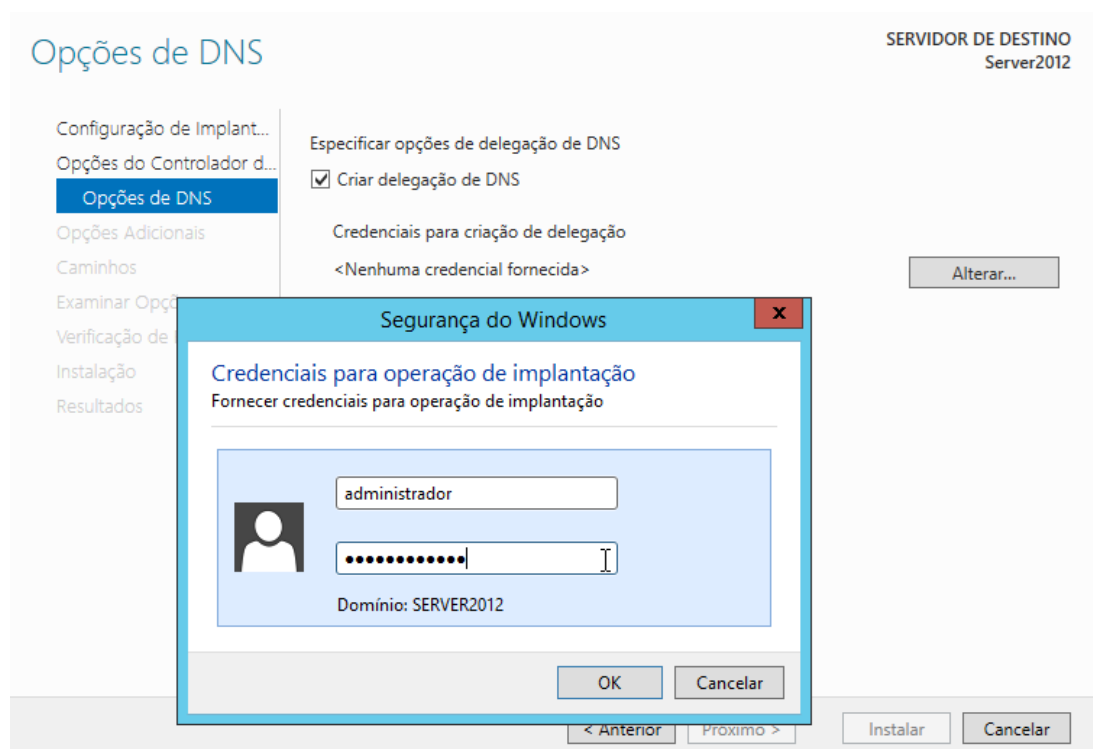 Opções de DNS
SERVIDOR DE DESTINO
Server2012
Configuração de Implant...
Opções do Controlador d...
Opções de DNS
Opções Adicionais
Caminhos
Examinar Opçõ
Verificação de
Instalação
Resultados
Especificar opções de delegação de DNS
Criar delegação de DNS
Credenciais para criação de delegação
<Nenhuma credencial fornecida>
Alterar...
Segurança do Windows
x
Credenciais para operação de implantação
Fornecer credenciais para operação de implantação
administrador
••••••••••••
Domínio: SERVER2012
OK
Cancelar
< Anterior
Próximo >
Instalar
Cancelar